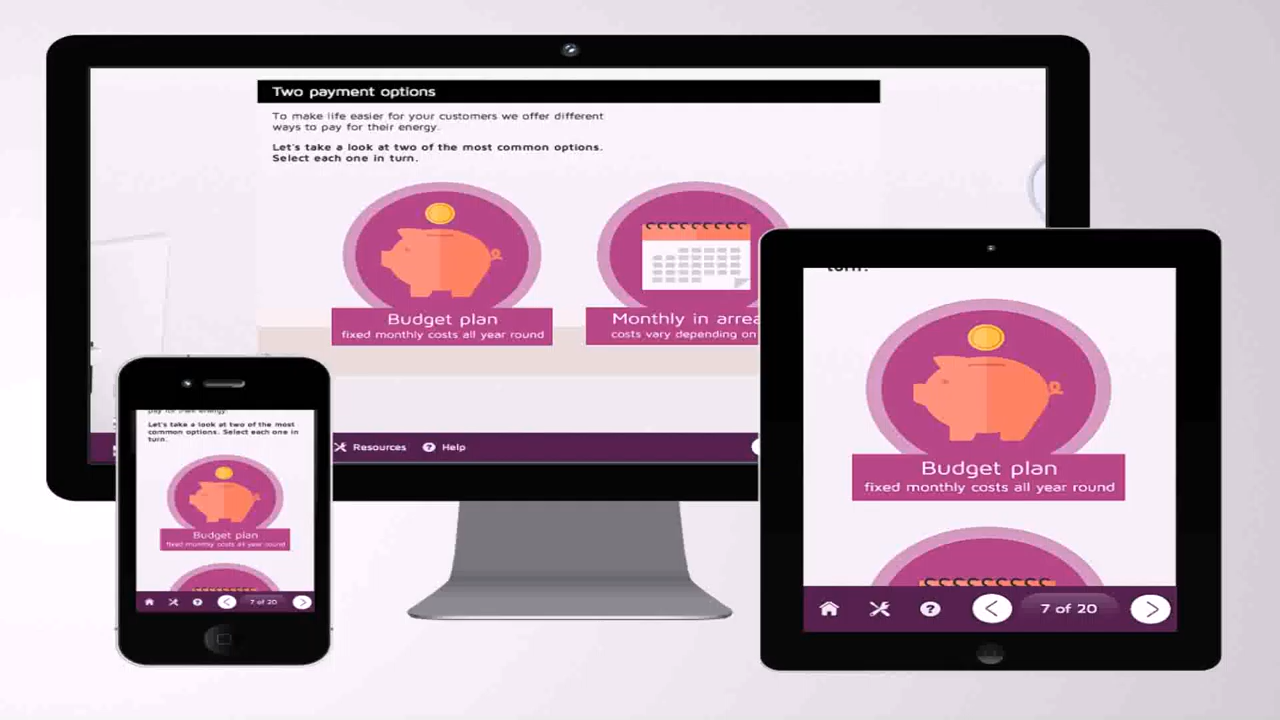 Two payment options
To make life easier for your customers we offer different
ways to pay for their energy.
Let's take a look at two of the most common options.
Select each one in turn.
Budget plan
fixed monthly costs all year round
Monthly in arrea
costs vary depending on
Resources
Help
pay for their energy.
Let's take a look at two of the most
common options. Select each one in
turn.
Budget plan
fixed monthly costs all year round
7 of 20
turn.
Budget plan
fixed monthly costs all year round
7 of 20